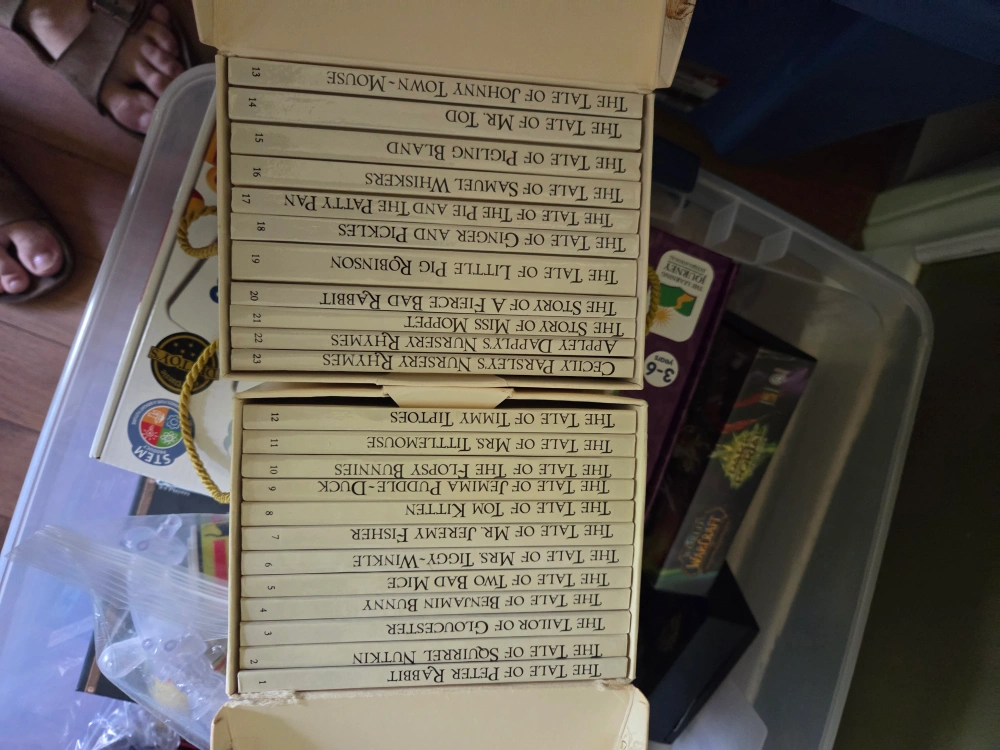 THE TALE OF PETER RABBIT 1
THE TALE OF SQUIRREL NUTKIN 2
THE TAILOR OF GLOUCESTER 3
THE TALE OF BENJAMIN BUNNY 4
THE TALE OF TWO BAD MICE 5
THE TALE OF MRS. TIGGY-WINKLE 6
THE TALE OF MR. JEREMY FISHER 7
THE TALE OF TOM KITTEN 8
THE TALE OF JEMIMA PUDDLE-DUCK 9
THE TALE OF THE FLOPSY BUNNIES 10
THE TALE OF MRS. TITTLEMOUSE 11
THE TALE OF TIMMY TIPTOES 12
CECILY PARSLEY'S NURSERY RHYMES 23
APPLEY DAPPLY'S NURSERY RHYMES 22
THE STORY OF MISS MOPPET 21
THE STORY OF A FIERCE BAD RABBIT 20
THE TALE OF LITTLE PIG ROBINSON 19
THE TALE OF GINGER AND PICKLES 18
THE TALE OF THE PIE AND THE PATTY PAN 17
THE TALE OF SAMUEL WHISKERS 16
THE TALE OF PIGLING BLAND 15
THE TALE OF MR. TOD 14
THE TALE OF JOHNNY TOWN-MOUSE 13
THE LEARNING
JOURNEY
3-6
years
STEM